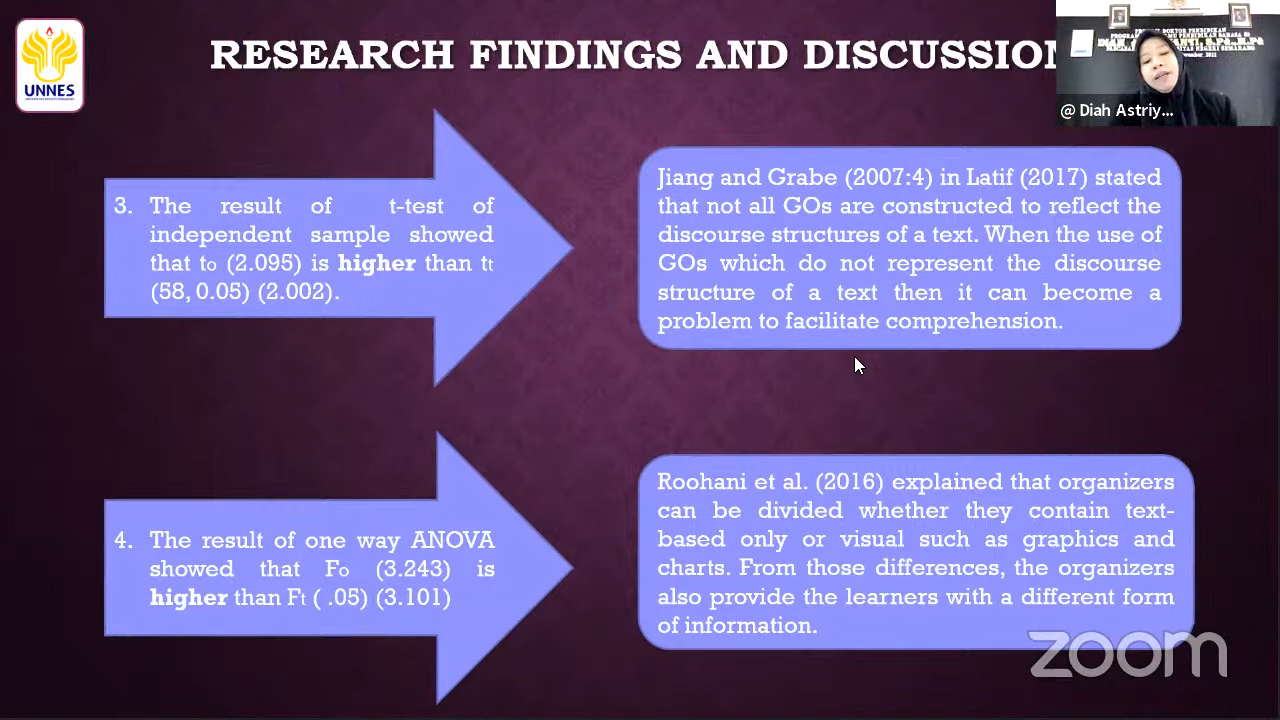 RESEARCH FINDINGS AND DISCUSSION
UNNES
@ Diah Astriy...
3. The result of t-test of
independent sample showed
that to (2.095) is higher than tt
(58, 0.05) (2.002).
Jiang and Grabe (2007:4) in Latif (2017) stated
that not all GOs are constructed to reflect the
discourse structures of a text. When the use of
GOs which do not represent the discourse
structure of a text then it can become a
problem to facilitate comprehension.
4. The result of one way ANOVA
showed that Fo (3.243) is
higher than Ft ( .05) (3.101)
Roohani et al. (2016) explained that organizers
can be divided whether they contain text-
based only or visual such as graphics and
charts. From those differences, the organizers
also provide the learners with a different form
of information.
zoom